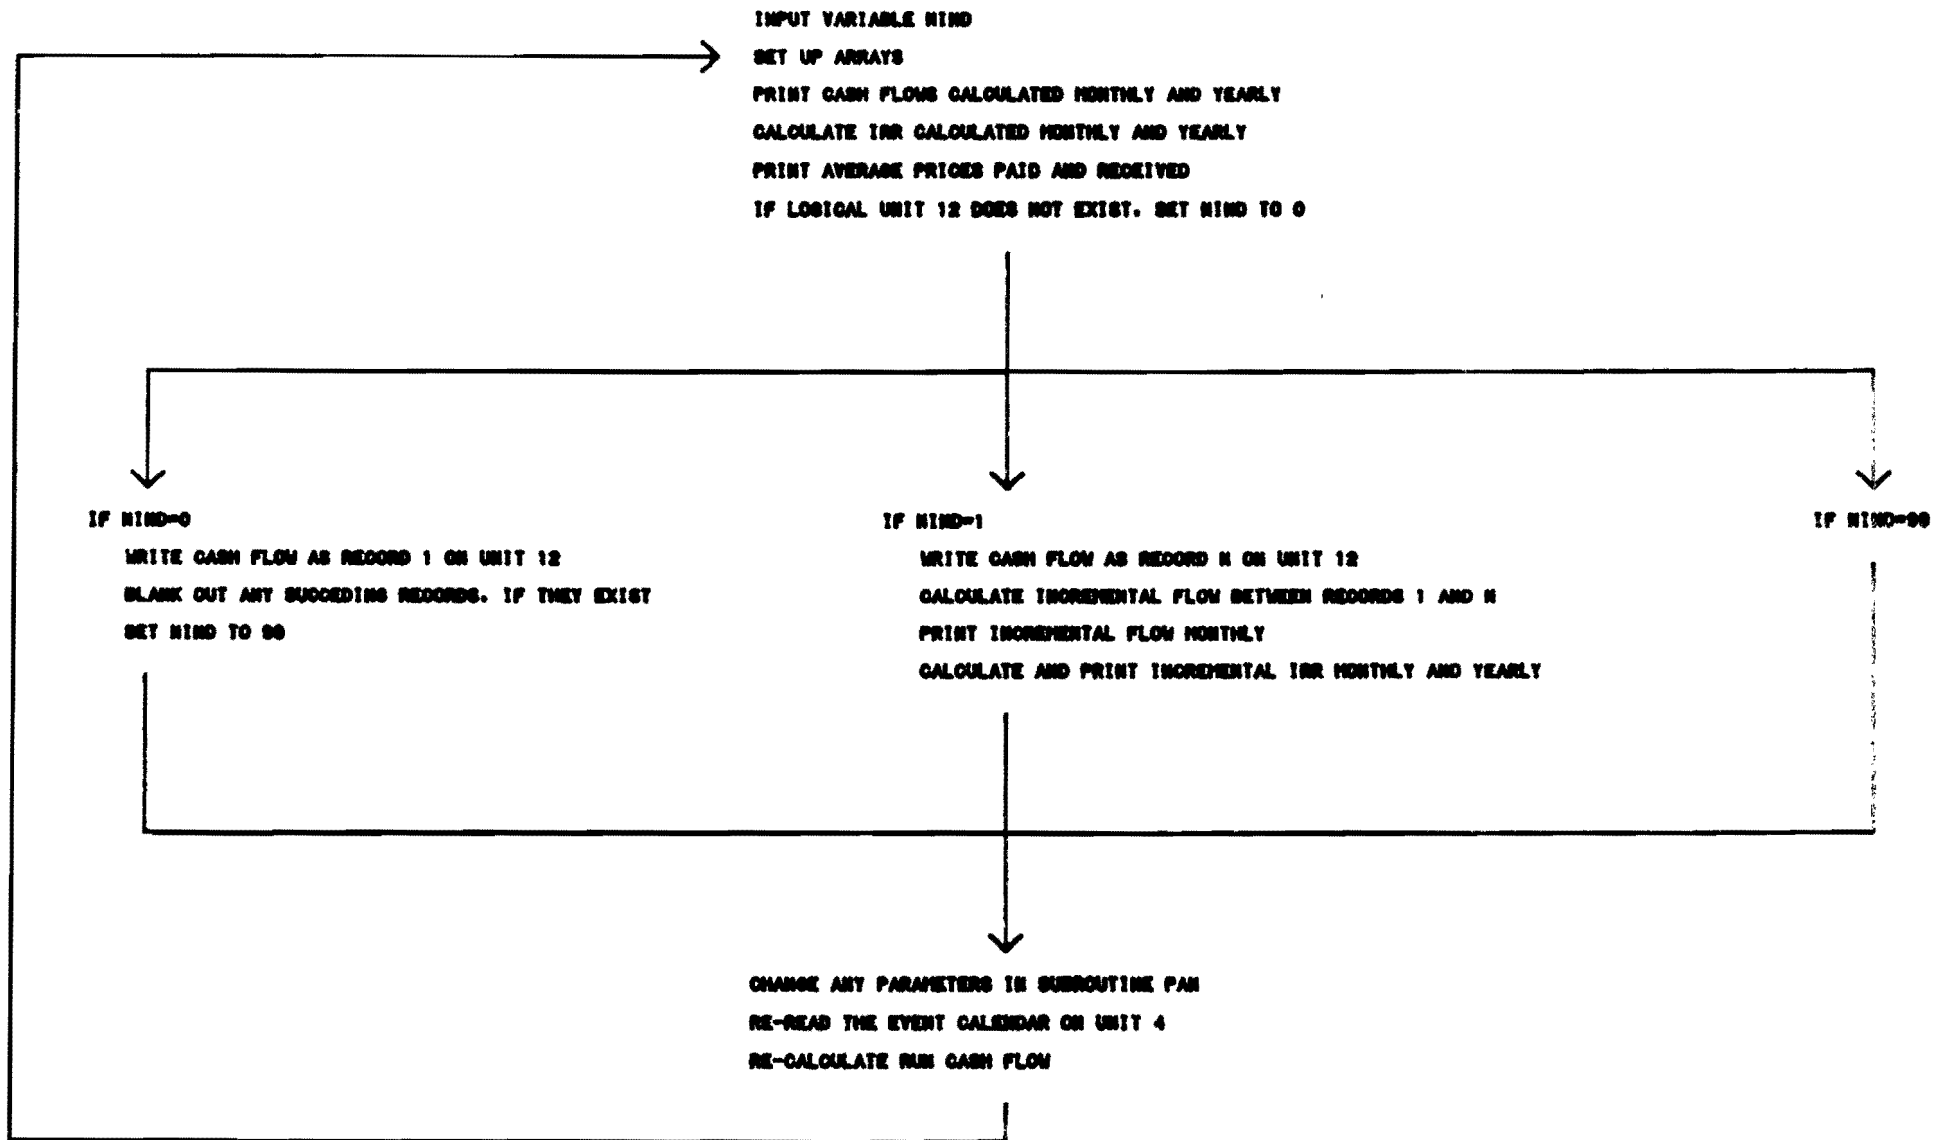 INPUT VARIABLE NIND
SET UP ARRAYS
PRINT CASH FLOWS CALCULATED MONTHLY AND YEARLY
CALCULATE IRR CALCULATED MONTHLY AND YEARLY
PRINT AVERAGE PRICES PAID AND RECEIVED
IF LOGICAL UNIT 12 DOES NOT EXIST. SET NIND TO 0
IF NIND=0
WRITE CASH FLOW AS RECORD 1 ON UNIT 12
BLANK OUT ANY SUCCEDING RECORDS. IF THEY EXIST
SET NIND TO
IF NIND=1
WRITE CASH FLOW AS RECORD N ON UNIT 12
CALCULATE INCREMENTAL FLOW BETWEEN RECORDS 1 AND N
PRINT INCREMENTAL FLOW MONTHLY
CALCULATE AND PRINT INCREMENTAL IRR MONTHLY AND YEARLY
IF
CHANGE ANY PARAMETERS IN SUBROUTINE PAN
RE-READ THE EVENT CALENDAR ON UNIT 4
RE-CALCULATE RUN CASH FLOW